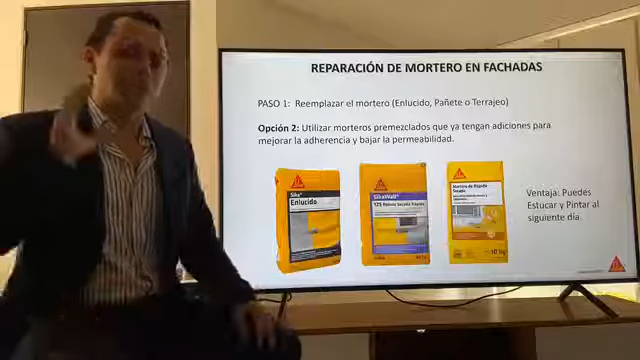 REPARACIÓN DE MORTERO EN FACHADAS
PASO 1: Reemplazar el mortero (Enlucido, Pañete o Terrajeo)
Opción 2: Utilizar morteros premezclados que ya tengan adiciones para
mejorar la adherencia y bajar la permeabilidad.
Sika®
Enlucido
SikaWall®
Mortero de Rápido
Secado
10 kg
Ventaja: Puedes
Estucar y Pintar al
siguiente día.